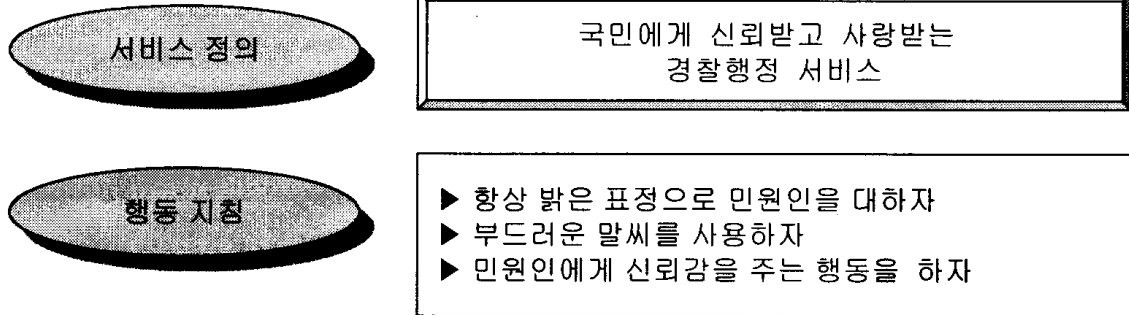 서비스 정의
국민에게 신뢰받고 사랑받는
경찰행정 서비스
행동 지침
▶ 항상 밝은 표정으로 민원인을 대하자
▶ 부드러운 말씨를 사용하자
▶ 민원인에게 신뢰감을 주는 행동을 하자